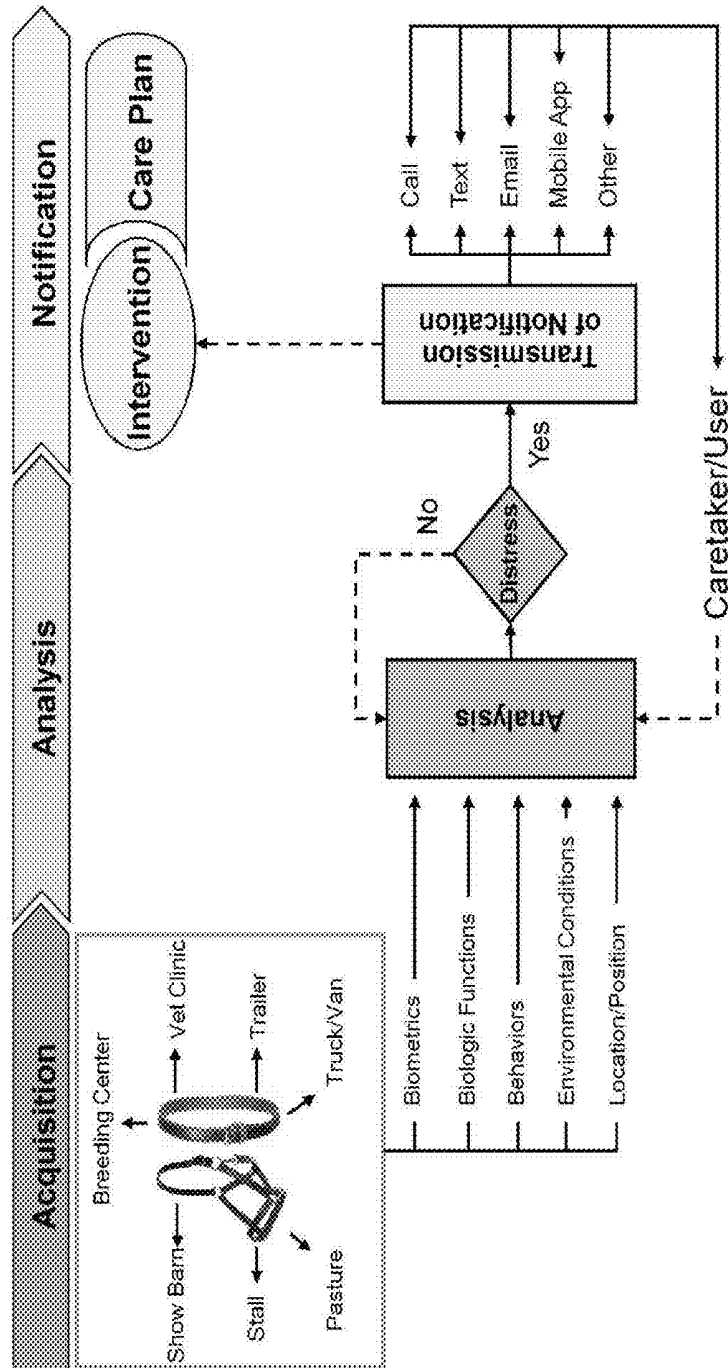 Acquisition
Analysis
Notification
Breeding Center
Show Barn
Vet Clinic
Stall
Trailer
Pasture
Truck/Van
Intervention
Care Plan
Biometrics
Biologic Functions
Behaviors
Environmental Conditions
Location/Position
Analysis
Distress
No
Yes
Transmission
of Notification
Call
Text
Email
Mobile App
Other
Caretaker/User